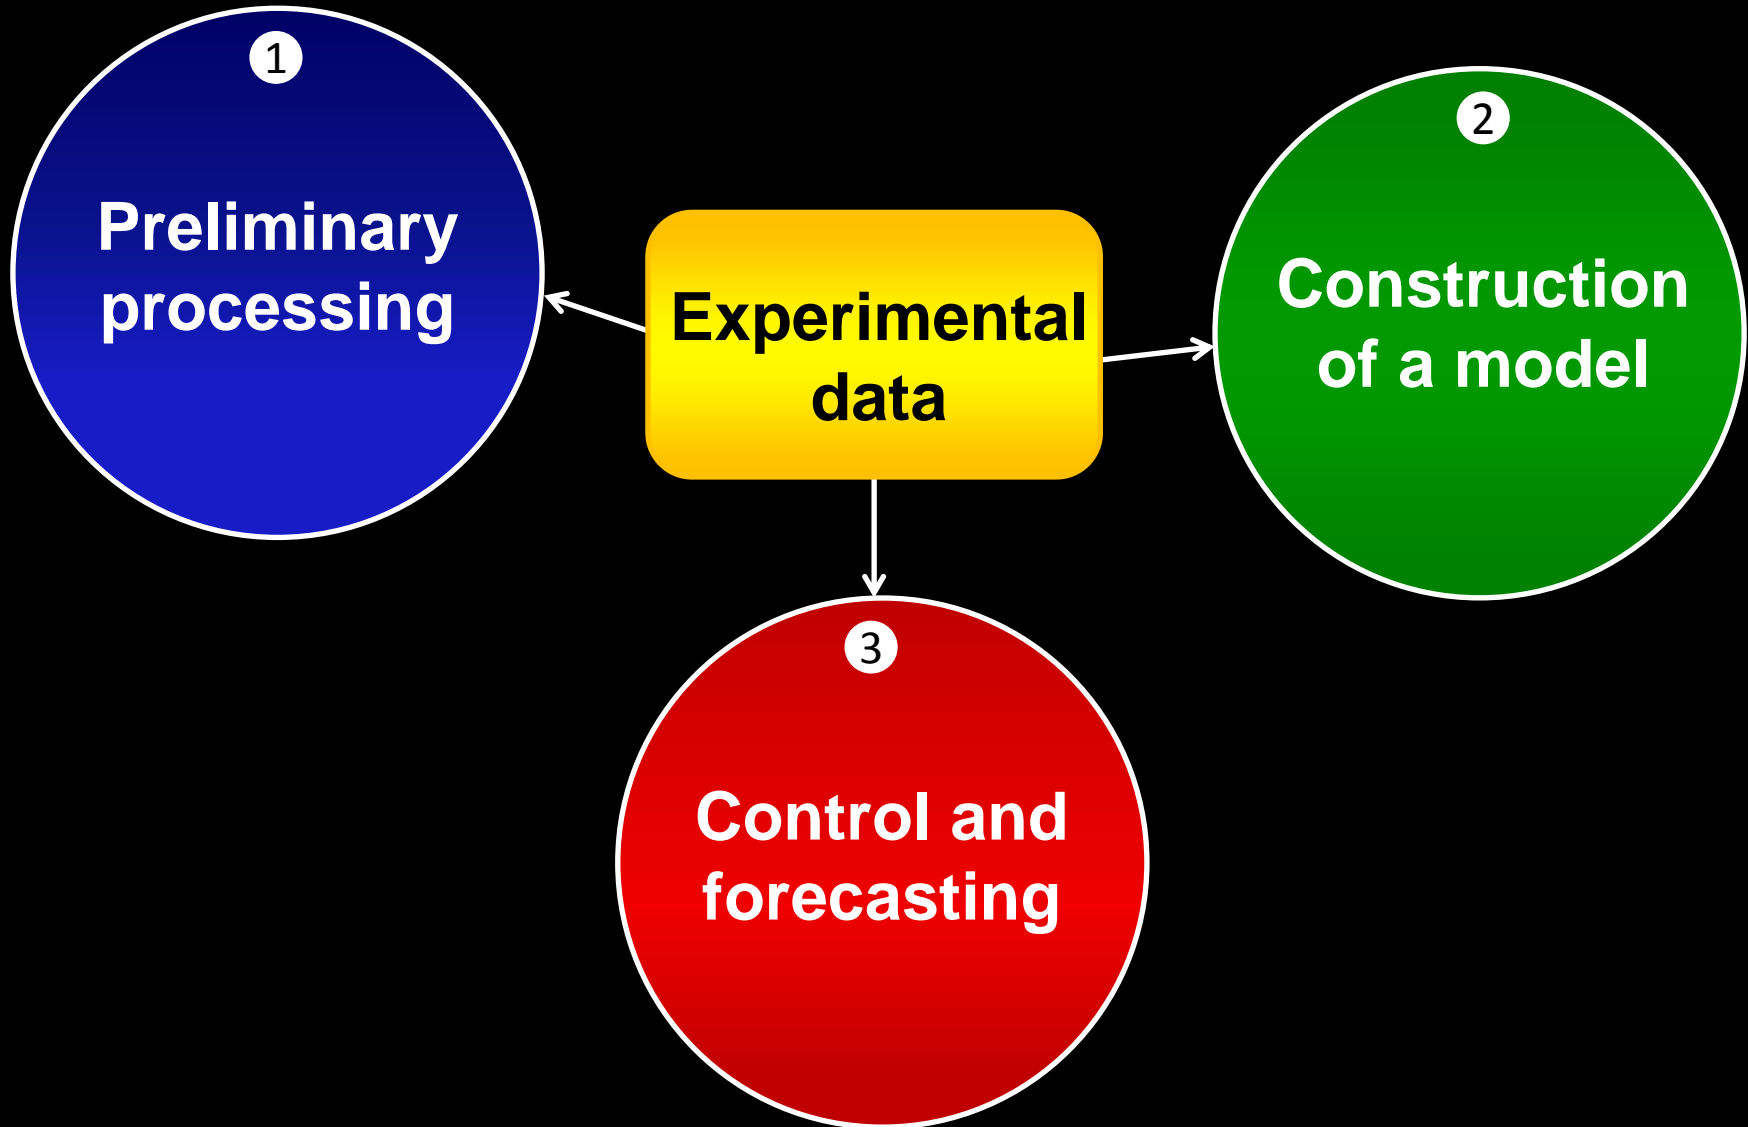 1
Preliminary
processing
Experimental
data
2
Construction
of a model
3
Control and
forecasting